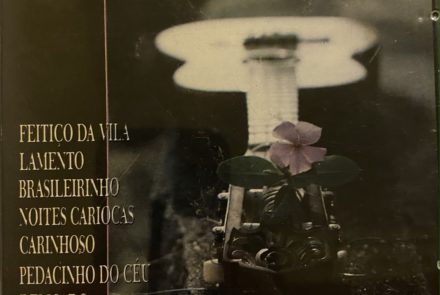 FEITIÇO DA VILA
LAMENTO
BRASILEIRINHO
NOITES CARIOCAS
CARINHOSO
PEDACINHO DO CÉU